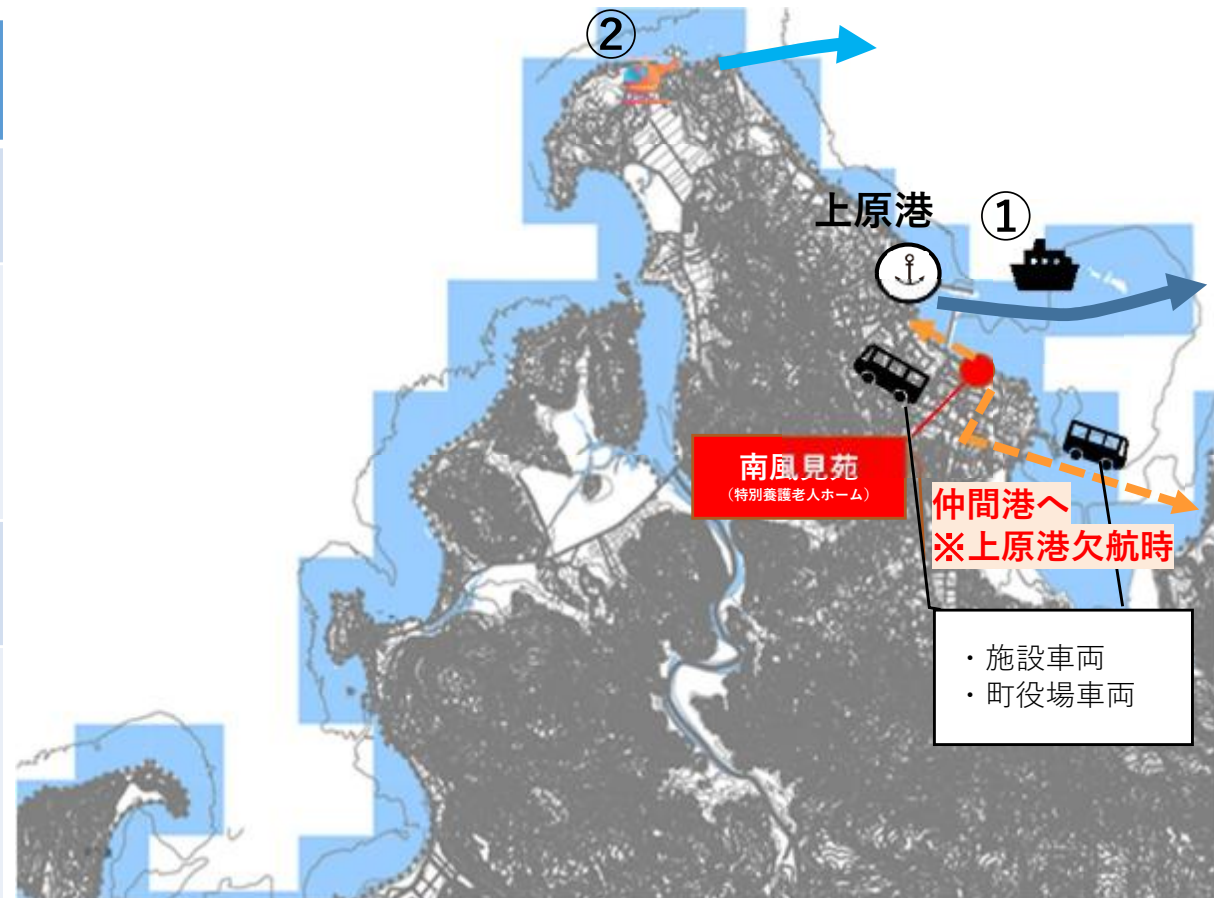 ②
上原港
①
南風見苑
（特別養護老人ホーム）
仲間港へ
※上原港欠航時
・施設車両
・町役場車両